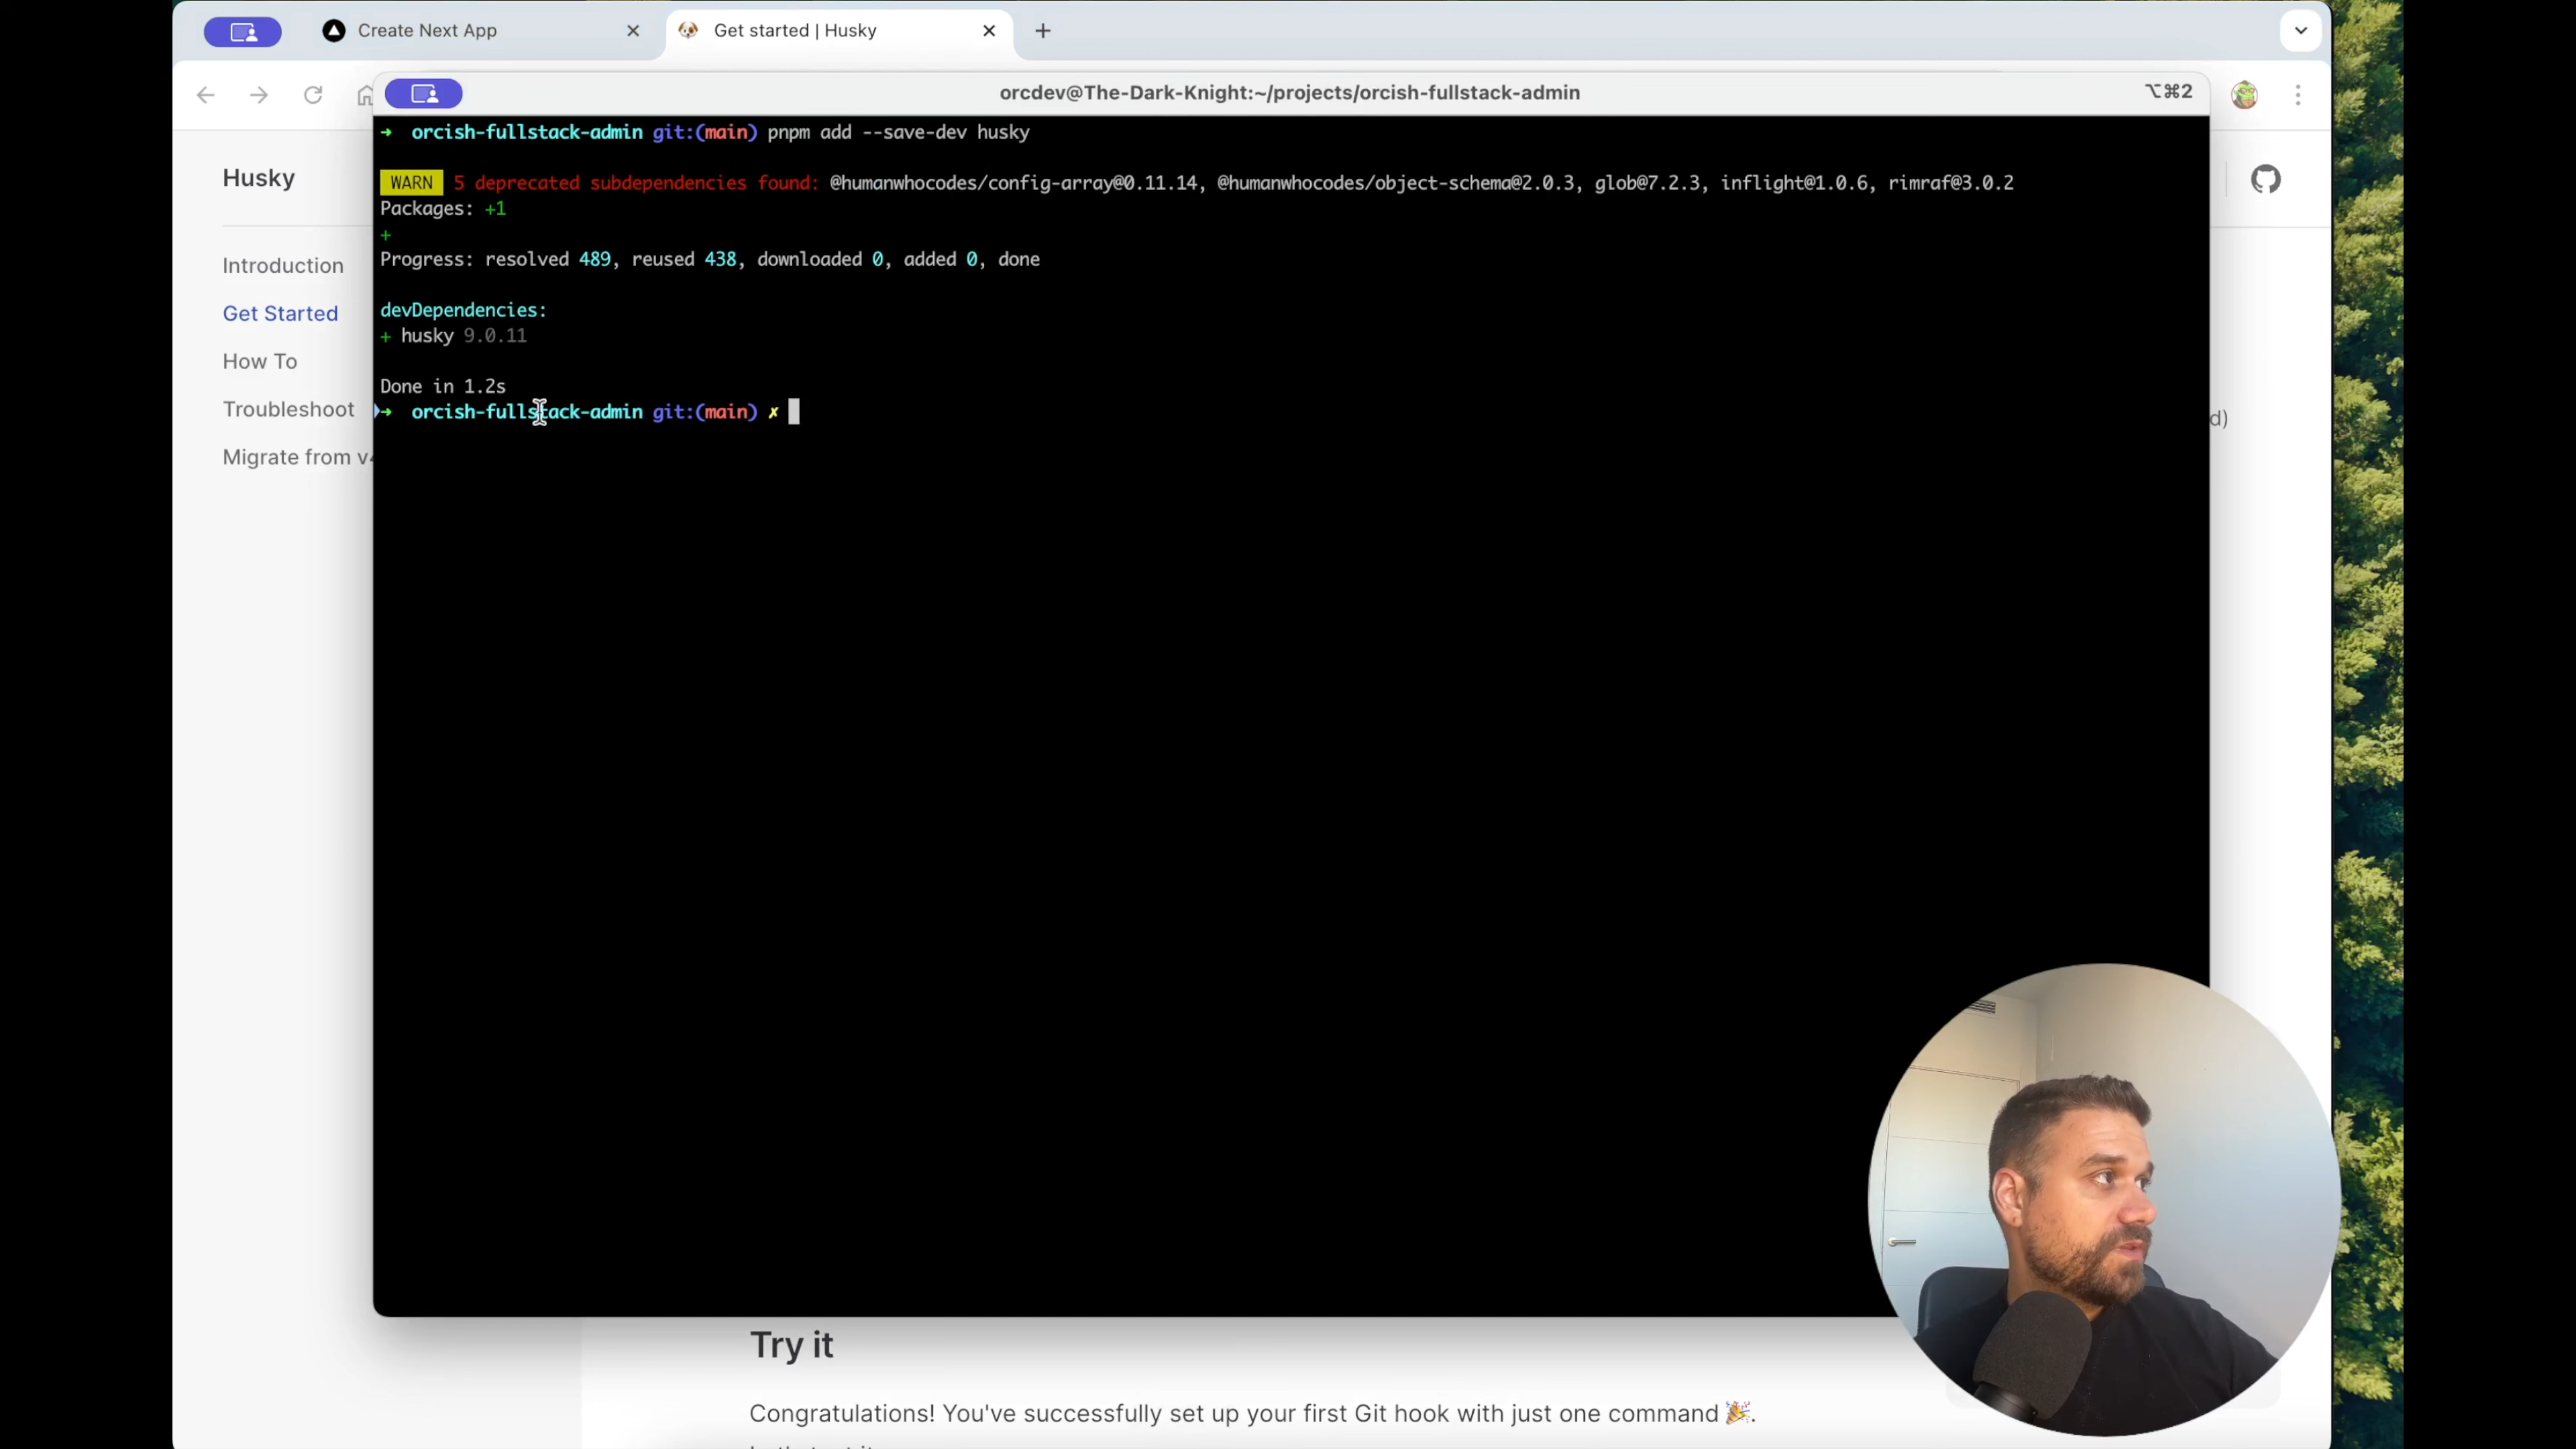 Create Next App
Get started | Husky
orcdev@The-Dark-Knight:~/projects/orcish-fullstack-admin
⌥⌘2
➜ orcish-fullstack-admin git:(main) pnpm add --save-dev husky
WARN 5 deprecated subdependencies found: @humanwhocodes/config-array@0.11.14, @humanwhocodes/object-schema@2.0.3, glob@7.2.3, inflight@1.0.6, rimraf@3.0.2
Packages: +1
+
Progress: resolved 489, reused 438, downloaded 0, added 0, done
devDependencies:
+ husky 9.0.11
Done in 1.2s
➜ orcish-fullstack-admin git:(main) ✗
Husky
Introduction
Get Started
How To
Troubleshoot
Migrate from v4
d)
Try it
Congratulations! You've successfully set up your first Git hook with just one command 🎉.